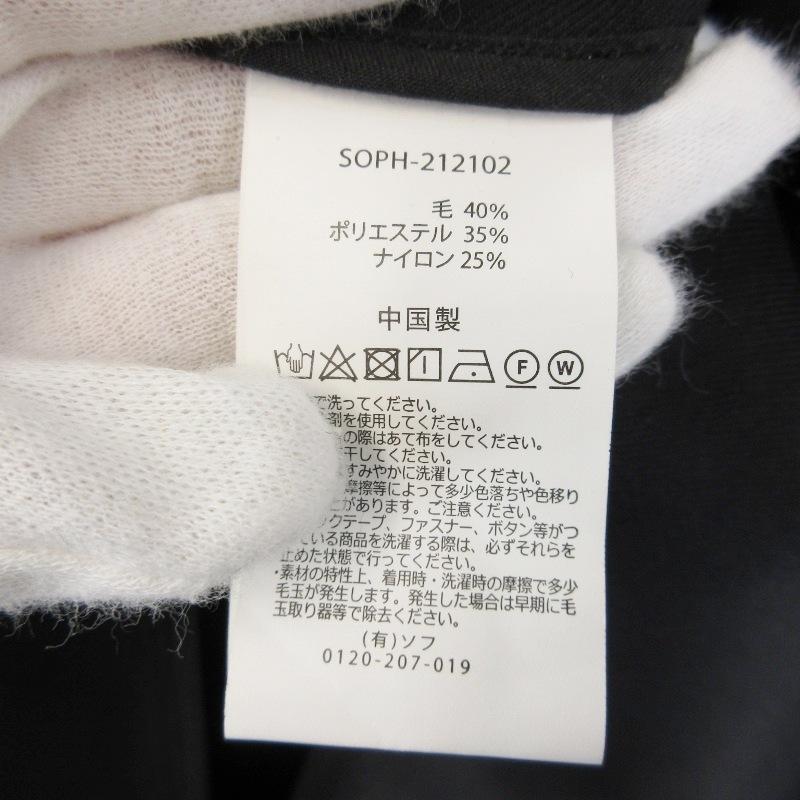 SOPH-212102
毛 40%
ポリエステル 35%
ナイロン 25%
中国製
F W
で洗ってください。
剤を使用してください。
の際はあて布をしてください。
干してください。
すみやかに洗濯してください。
摩擦等によって多少色落ちや色移り
があります。ご注意ください。
ックテープ、ファスナー、ボタン等がつ
ている商品を洗濯する際は、必ずそれらを
止めた状態で行ってください。
・素材の特性上、着用時・洗濯時の摩擦で多少
毛玉が発生します。発生した場合は早期に毛
玉取り器等で除去ください。
(有)ソフ
0120-207-019